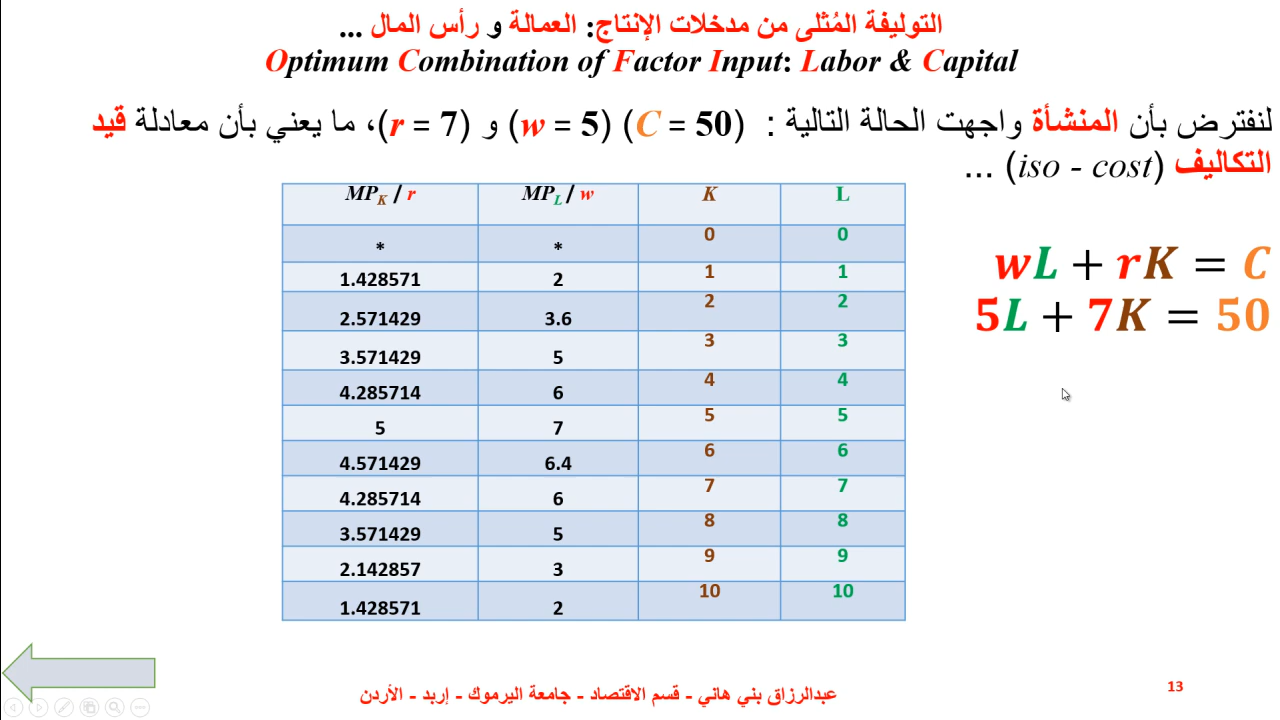 التوليفة المُثلى من مدخلات الإنتاج: العمالة و رأس المال ...
Optimum Combination of Factor Input: Labor & Capital
لنفترض بأن المنشأة واجهت الحالة التالية : (C = 50) (w = 5) و (r = 7)، ما يعني بأن معادلة قيد
التكاليف (iso - cost) ...
MP_K / r MP_L / w K L
* * 0 0
1.428571 2 1 1
2.571429 3.6 2 2
3.571429 5 3 3
4.285714 6 4 4
5 7 5 5
4.571429 6.4 6 6
4.285714 6 7 7
3.571429 5 8 8
2.142857 3 9 9
1.428571 2 10 10
wL + rK = C
5L + 7K = 50
عبدالرزاق بني هاني - قسم الاقتصاد - جامعة اليرموك - إربد - الأردن
13